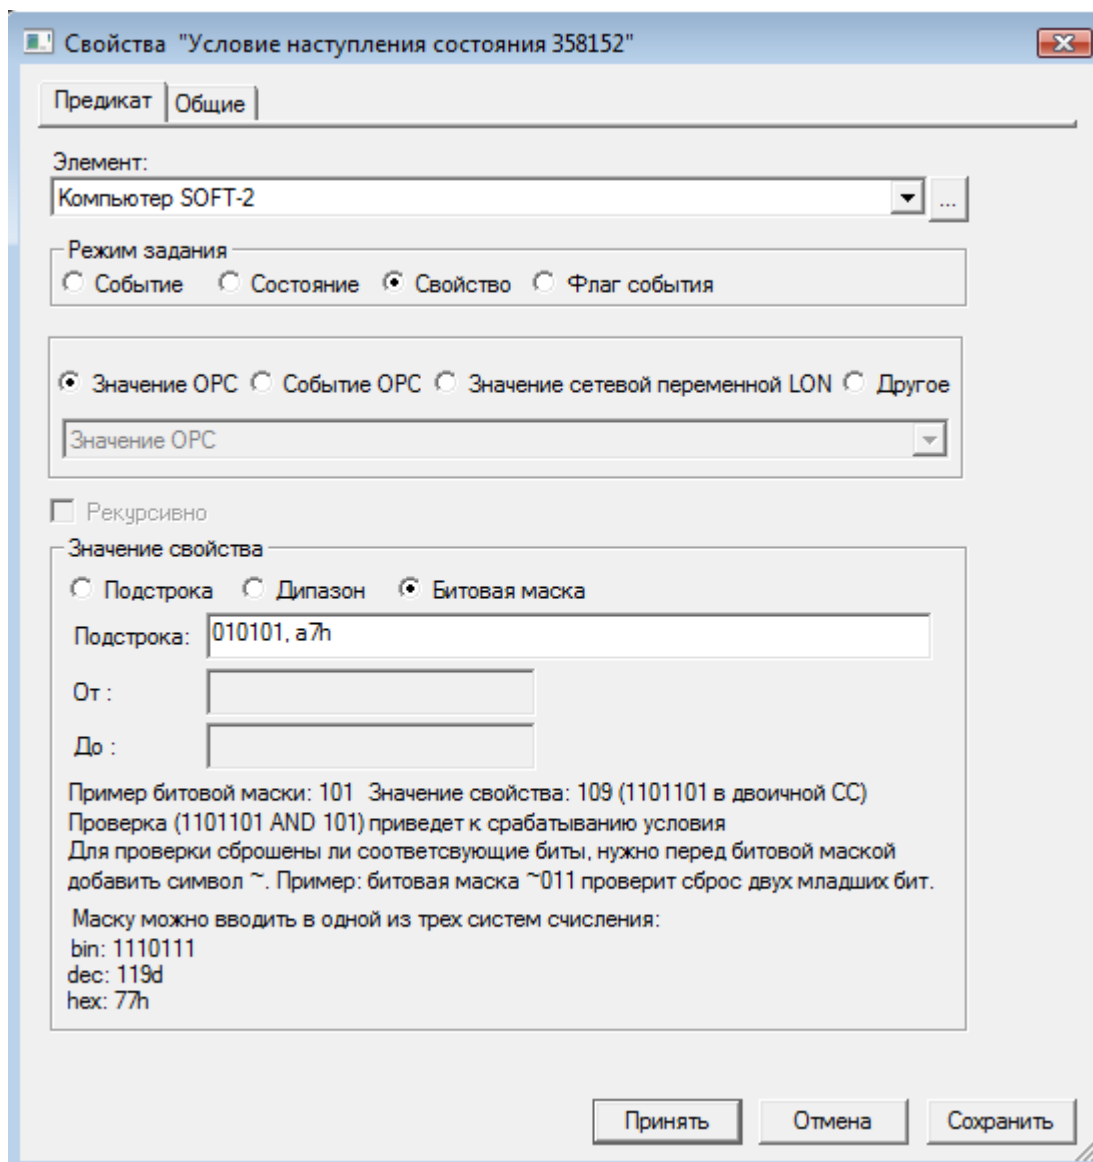 Свойства "Условие наступления состояния 358152"
Предикат Общие
Элемент:
Компьютер SOFT-2 ...
Режим задания
Событие Состояние Свойство Флаг события
Значение OPC Событие OPC Значение сетевой переменной LON Другое
Значение OPC
Рекурсивно
Значение свойства
Подстрока Дипазон Битовая маска
Подстрока: 010101, a7h
От :
До :
Пример битовой маски: 101 Значение свойства: 109 (1101101 в двоичной СС)
Проверка (1101101 AND 101) приведет к срабатыванию условия
Для проверки сброшены ли соответсвующие биты, нужно перед битовой маской
добавить символ ~. Пример: битовая маска ~011 проверит сброс двух младших бит.
Маску можно вводить в одной из трех систем счисления:
bin: 1110111
dec: 119d
hex: 77h
Принять Отмена Сохранить